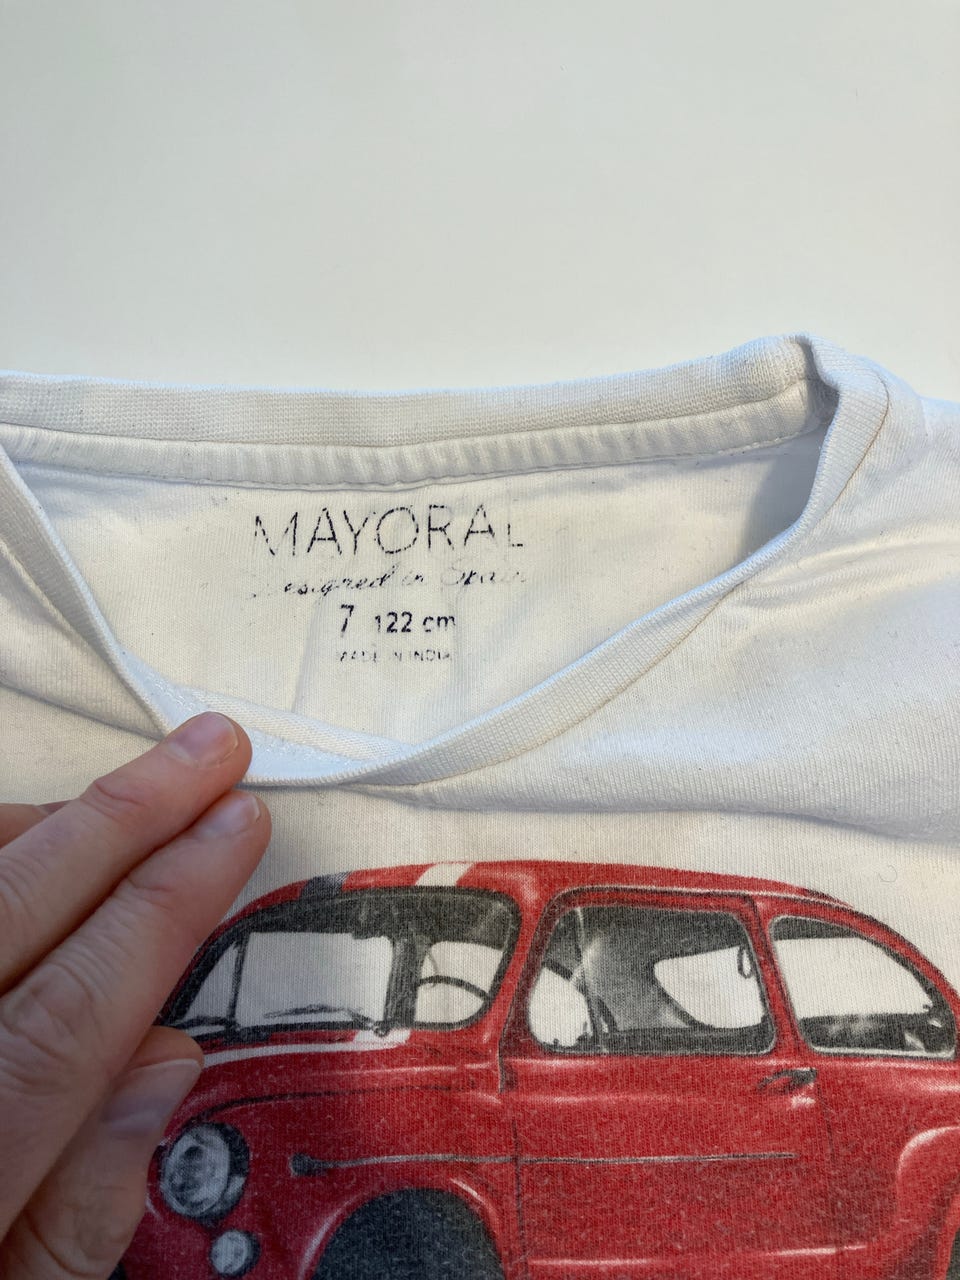 MAYORAL
Designed in Spain
7 122 cm
MADE IN INDIA